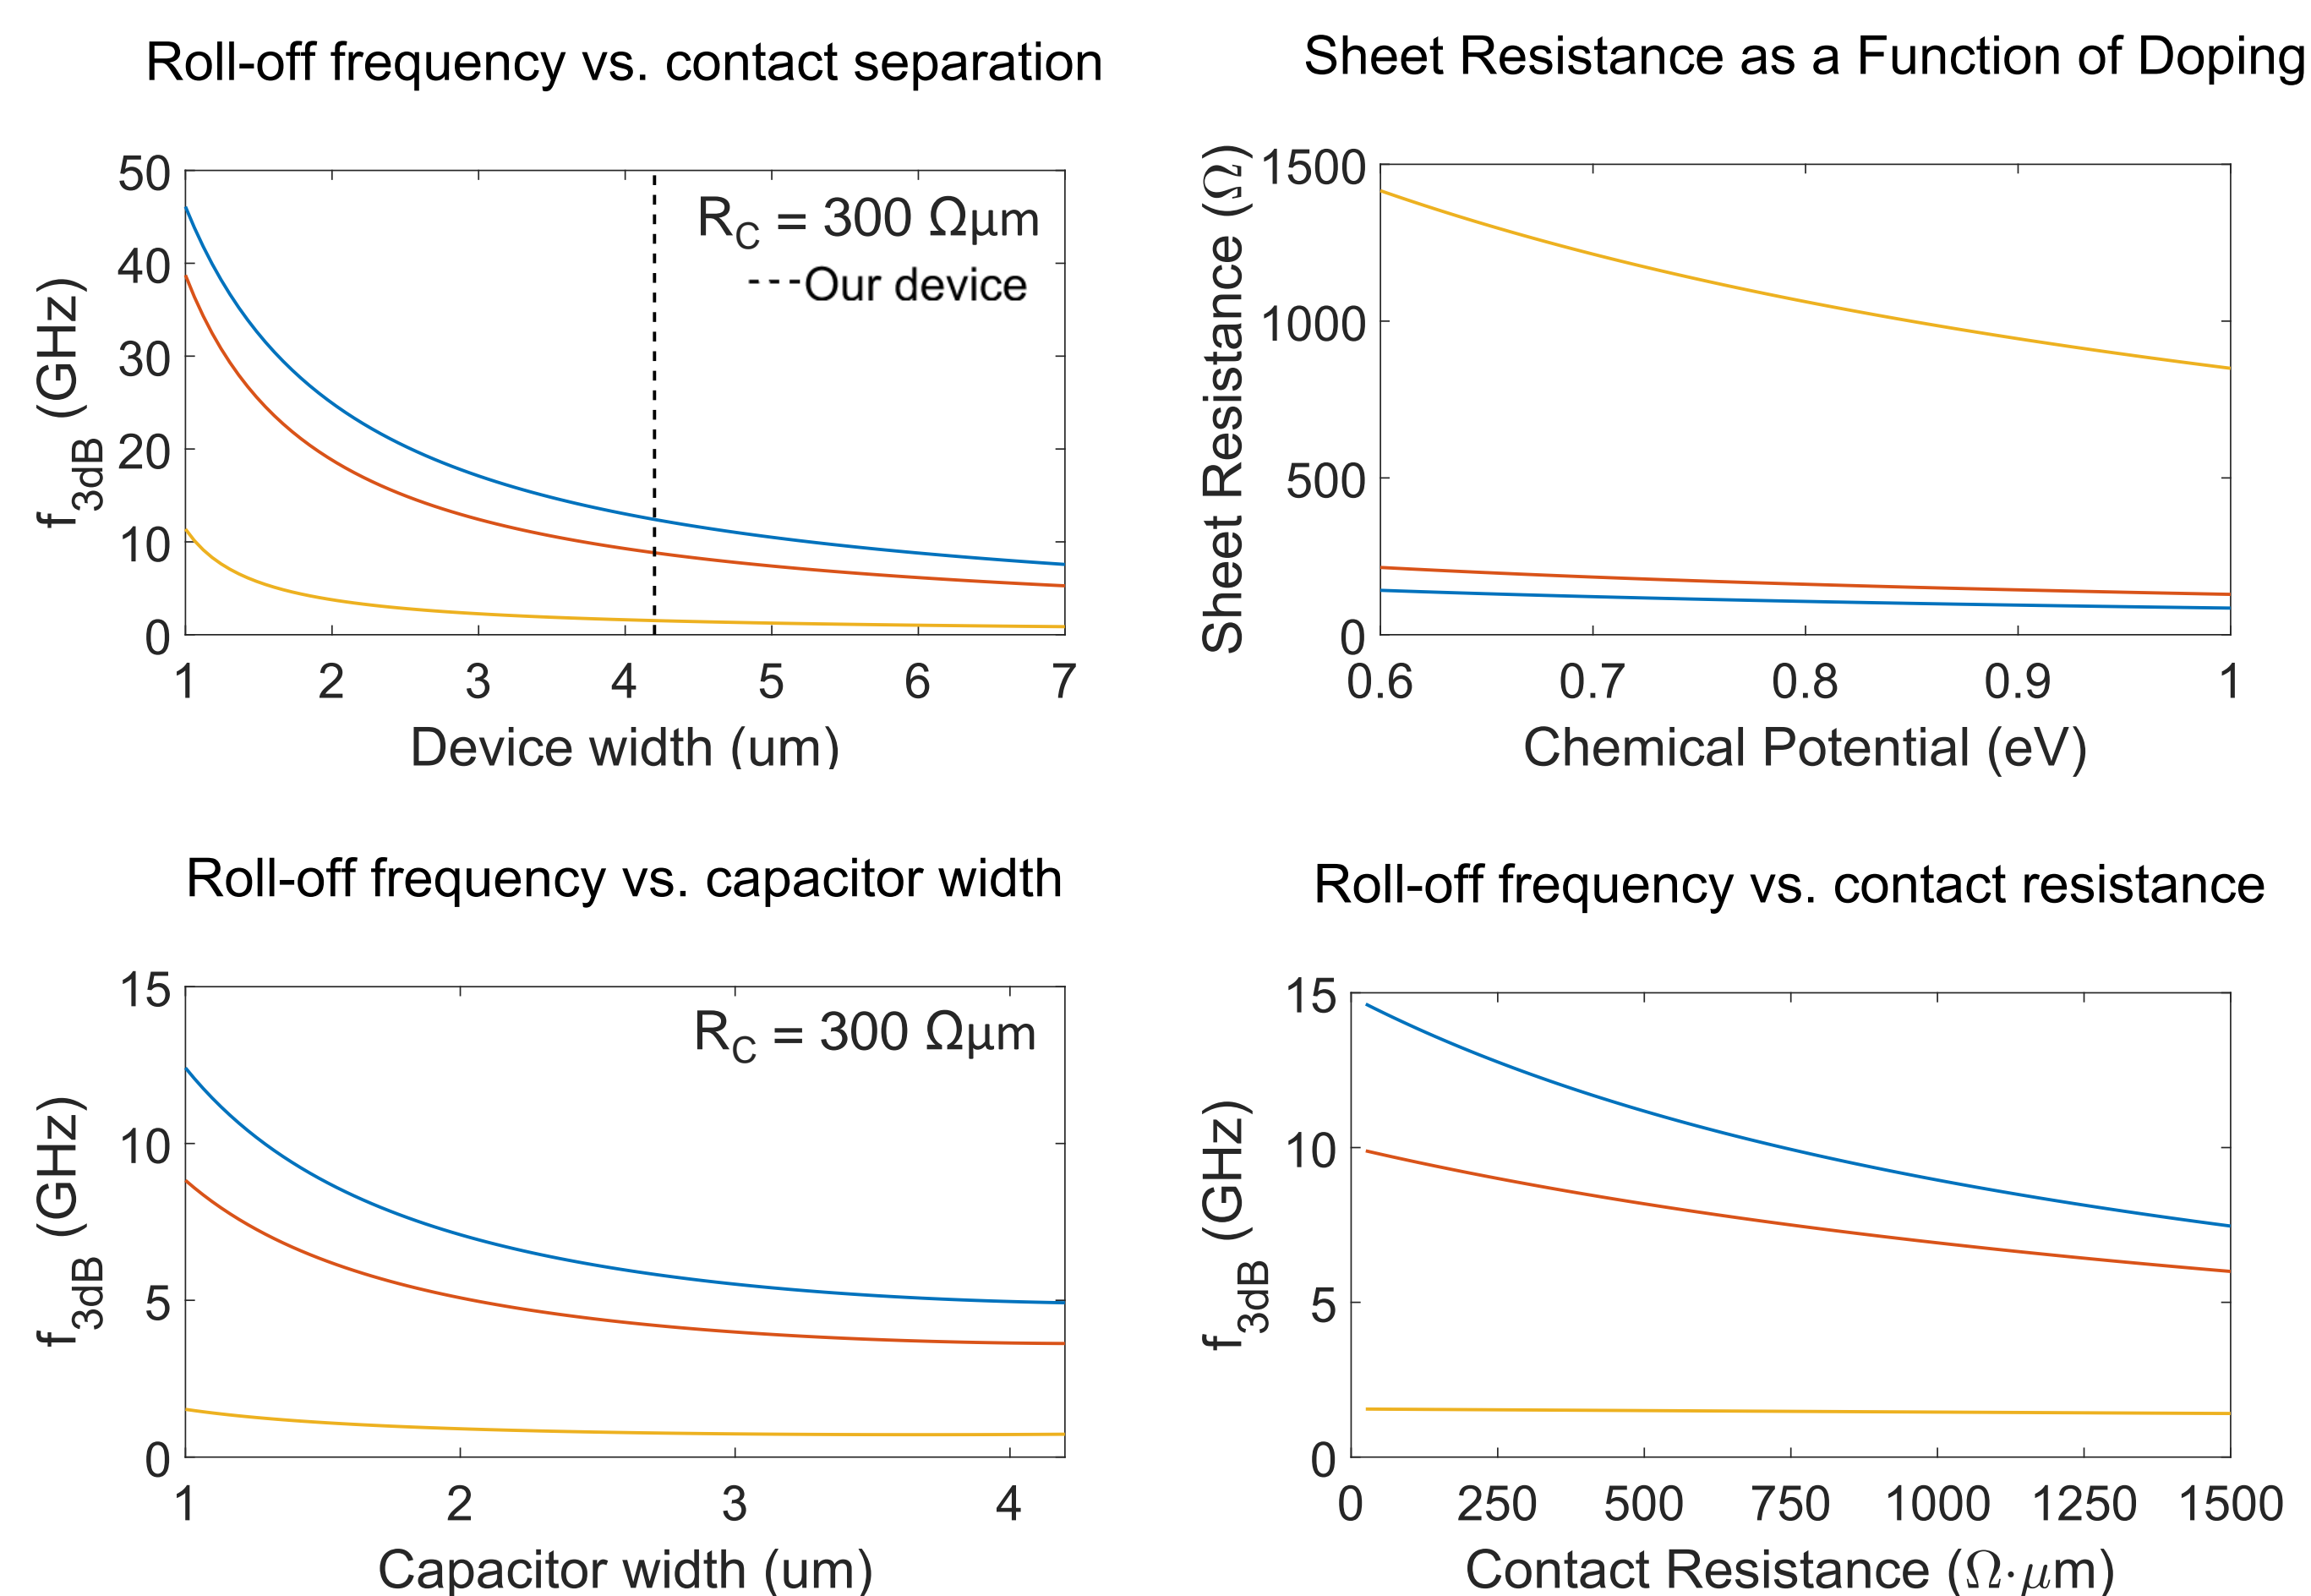 Roll-off frequency vs. contact separation
f3dB (GHz)
50
40
30
20
10
0
RC = 300 Ωμm
Our device
1 2 3 4 5 6 7
Device width (um)
Sheet Resistance as a Function of Doping
Sheet Resistance (Ω)
1500
1000
500
0
0.6 0.7 0.8 0.9 1
Chemical Potential (eV)
Roll-off frequency vs. capacitor width
f3dB (GHz)
15
10
5
0
RC = 300 Ωμm
1 2 3 4
Capacitor width (um)
Roll-off frequency vs. contact resistance
f3dB (GHz)
15
10
5
0
0 250 500 750 1000 1250 1500
Contact Resistance (Ω·μm)